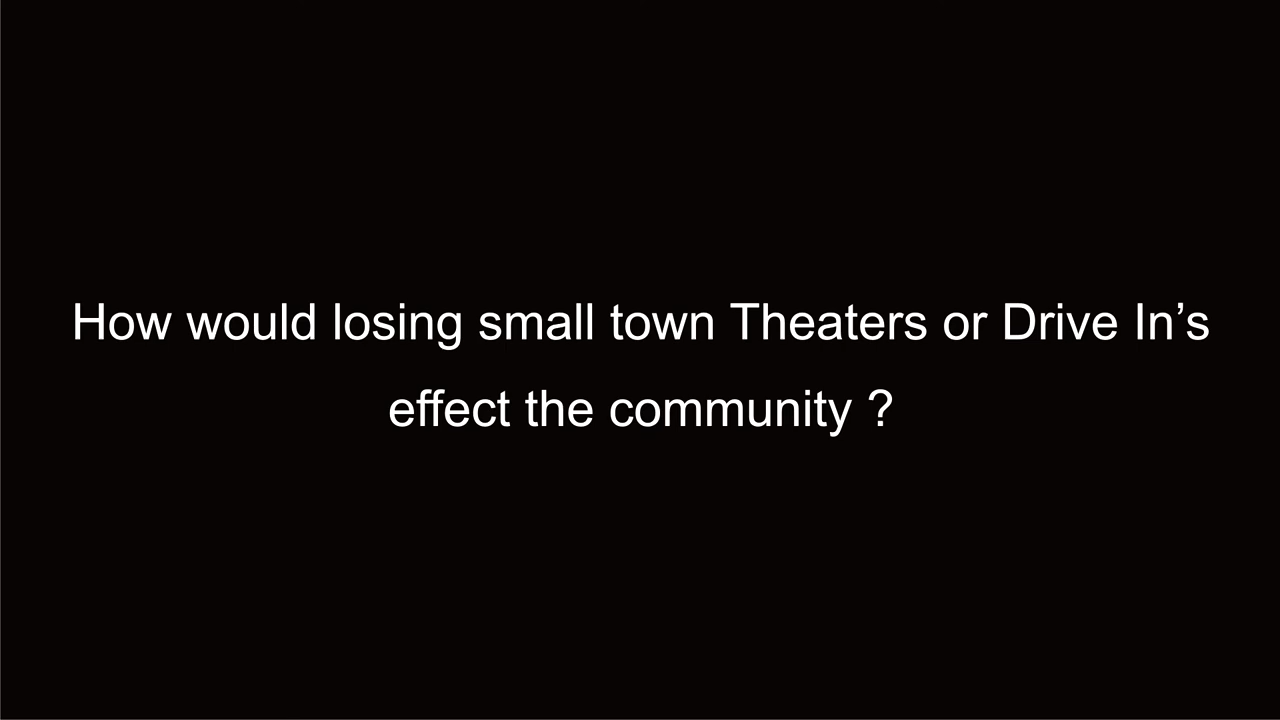 How would losing small town Theaters or Drive In’s
effect the community ?